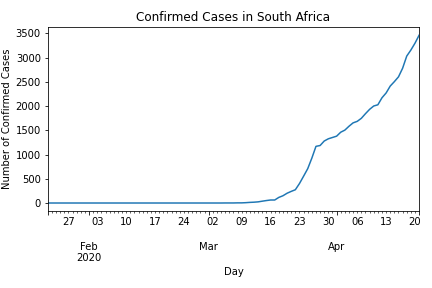 Confirmed Cases in South Africa
Number of Confirmed Cases
3500
3000
2500
2000
1500
1000
500
0
27 03 10 17 24 02 09 16 23 30 06 13 20
Feb Mar Apr
2020
Day